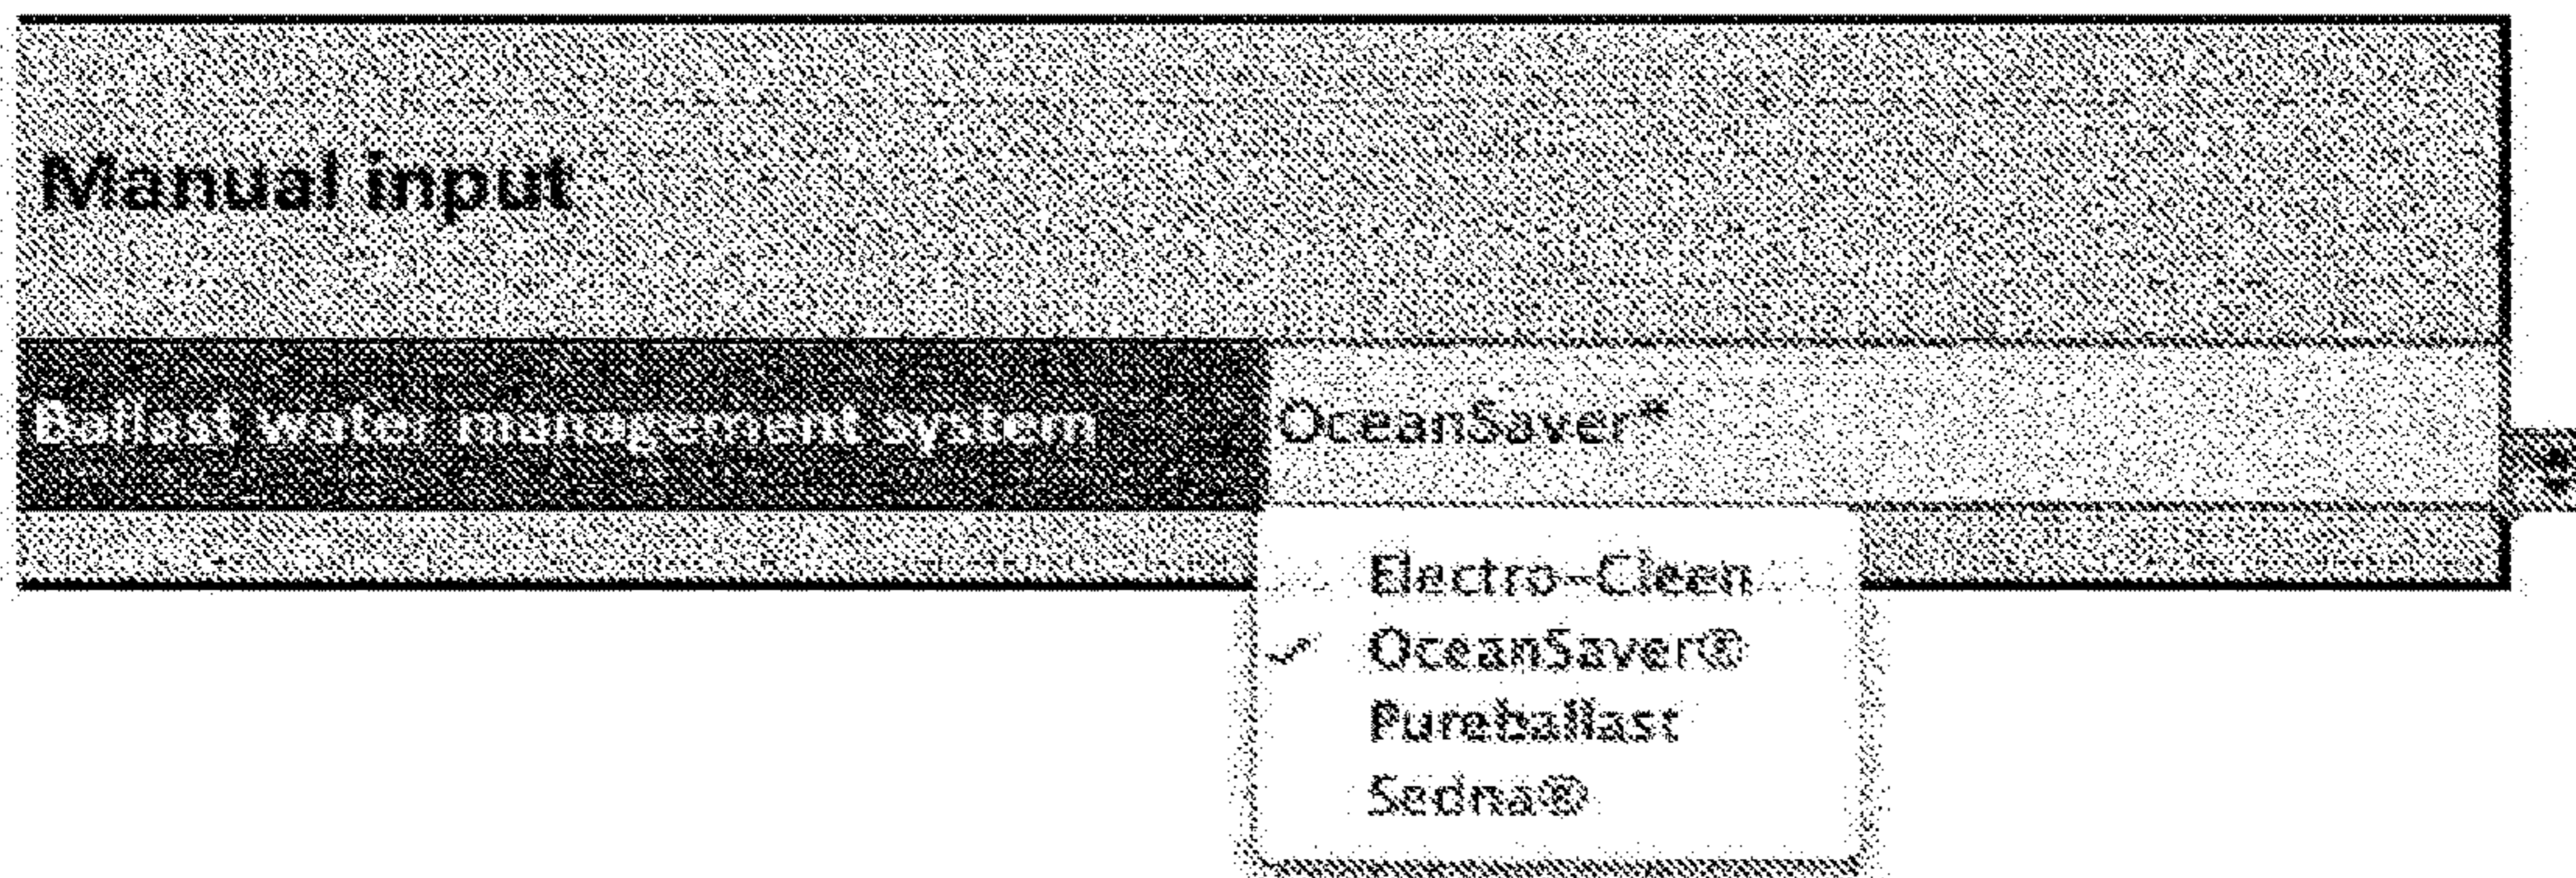 Manual input
Ballast water management system OceanSaver®
Electro-Cleen
✓ OceanSaver®
Pureballast
Sedna®